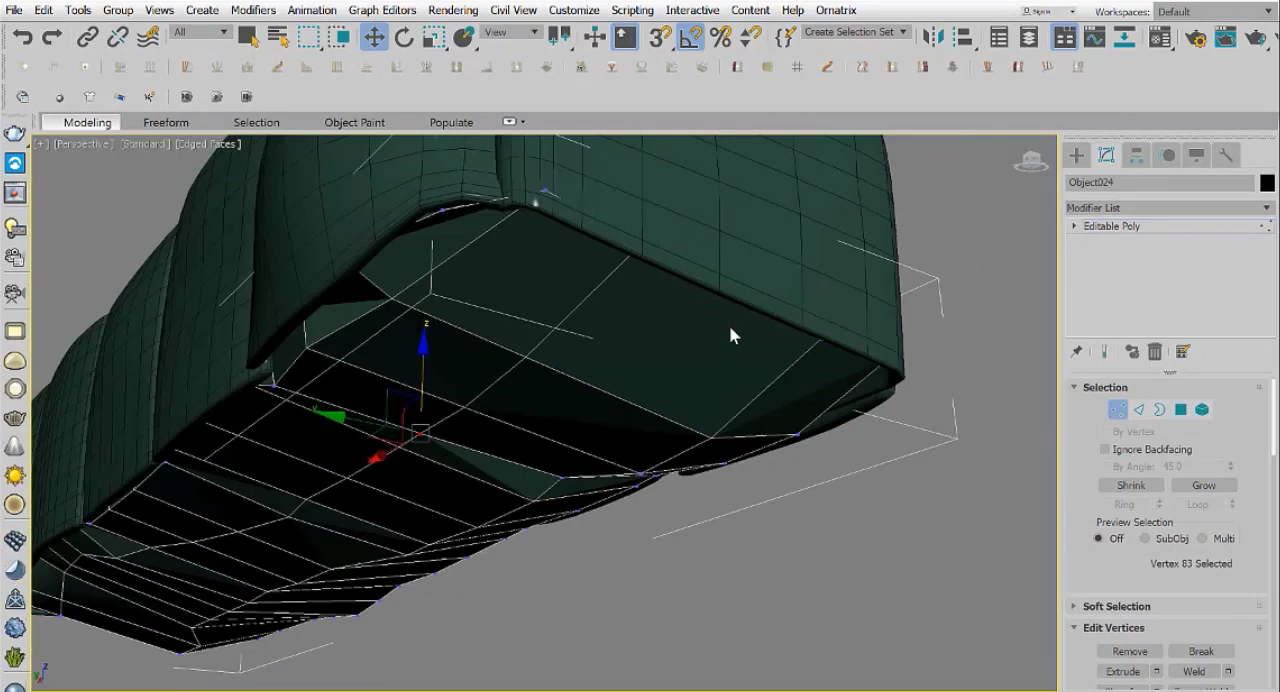 File Edit Tools Group Views Create Modifiers Animation Graph Editors Rendering Civil View Customize Scripting Interactive Content Help Ornatrix
Sign In
Workspaces: Default
All
View
Create Selection Set
Modeling Freeform Selection Object Paint Populate
[+] [Perspective] [Standard] [Edged Faces]
Object024
Modifier List
Editable Poly
Selection
By Vertex
Ignore Backfacing
By Angle: 45.0
Shrink Grow
Ring Loop
Preview Selection
Off SubObj Multi
Vertex 83 Selected
Soft Selection
Edit Vertices
Remove Break
Extrude Weld
z
y
z